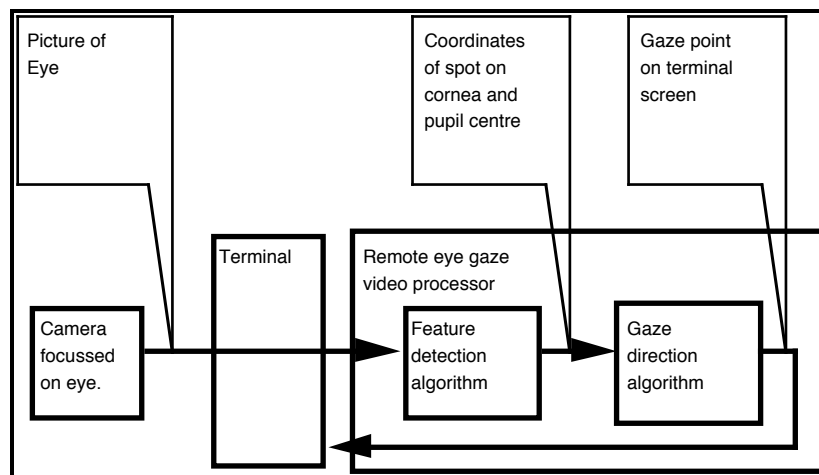 Picture of
Eye
Coordinates
of spot on
cornea and
pupil centre
Gaze point
on terminal
screen
Terminal
Remote eye gaze
video processor
Camera
focussed
on eye.
Feature
detection
algorithm
Gaze
direction
algorithm